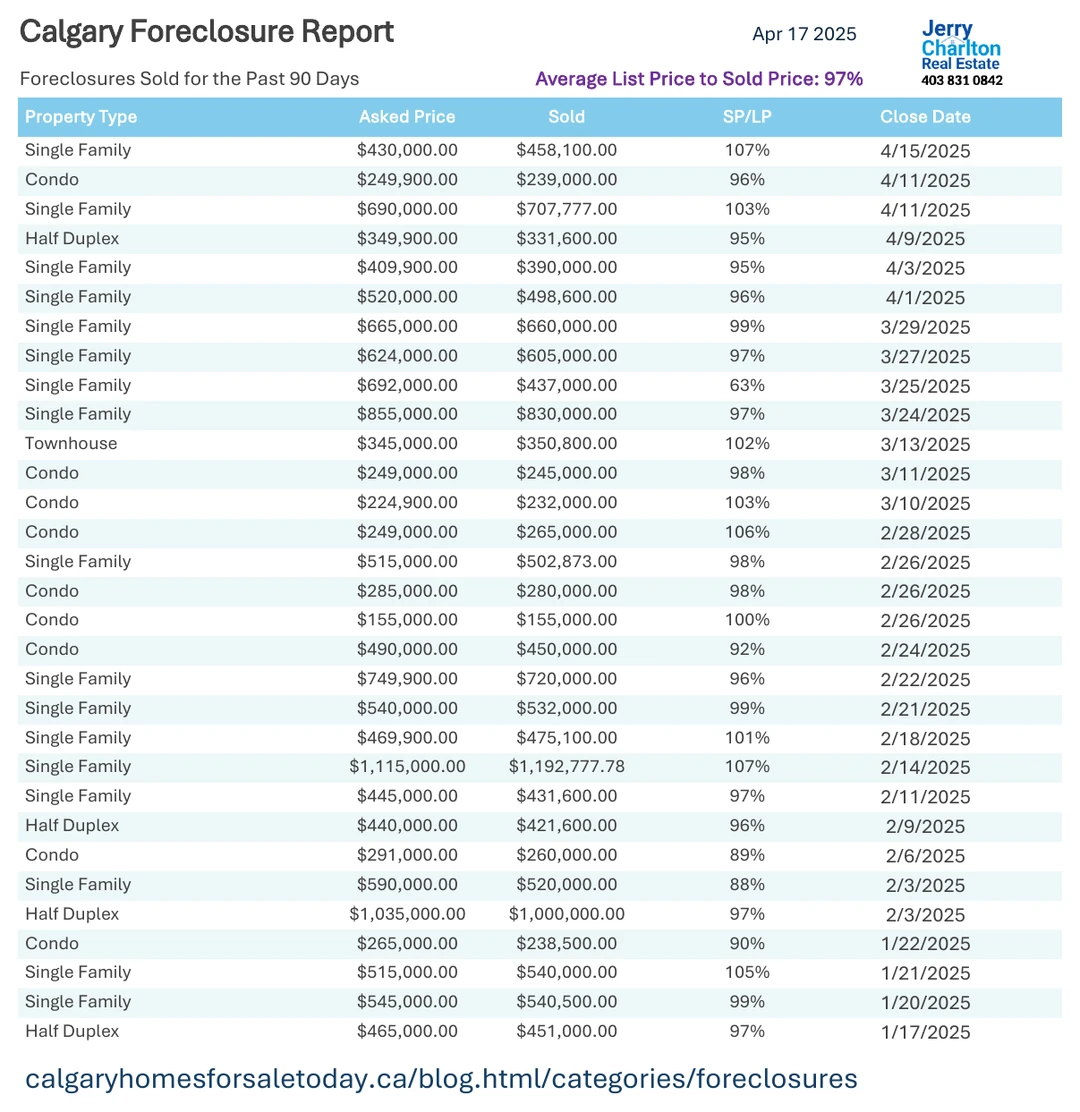 Calgary Foreclosure Report
Apr 17 2025
Jerry
Charlton
Real Estate
403 831 0842
Foreclosures Sold for the Past 90 Days
Average List Price to Sold Price: 97%
Property Type Asked Price Sold SP/LP Close Date
Single Family $430,000.00 $458,100.00 107% 4/15/2025
Condo $249,900.00 $239,000.00 96% 4/11/2025
Single Family $690,000.00 $707,777.00 103% 4/11/2025
Half Duplex $349,900.00 $331,600.00 95% 4/9/2025
Single Family $409,900.00 $390,000.00 95% 4/3/2025
Single Family $520,000.00 $498,600.00 96% 4/1/2025
Single Family $665,000.00 $660,000.00 99% 3/29/2025
Single Family $624,000.00 $605,000.00 97% 3/27/2025
Single Family $692,000.00 $437,000.00 63% 3/25/2025
Single Family $855,000.00 $830,000.00 97% 3/24/2025
Townhouse $345,000.00 $350,800.00 102% 3/13/2025
Condo $249,000.00 $245,000.00 98% 3/11/2025
Condo $224,900.00 $232,000.00 103% 3/10/2025
Condo $249,000.00 $265,000.00 106% 2/28/2025
Single Family $515,000.00 $502,873.00 98% 2/26/2025
Condo $285,000.00 $280,000.00 98% 2/26/2025
Condo $155,000.00 $155,000.00 100% 2/26/2025
Condo $490,000.00 $450,000.00 92% 2/24/2025
Single Family $749,900.00 $720,000.00 96% 2/22/2025
Single Family $540,000.00 $532,000.00 99% 2/21/2025
Single Family $469,900.00 $475,100.00 101% 2/18/2025
Single Family $1,115,000.00 $1,192,777.78 107% 2/14/2025
Single Family $445,000.00 $431,600.00 97% 2/11/2025
Half Duplex $440,000.00 $421,600.00 96% 2/9/2025
Condo $291,000.00 $260,000.00 89% 2/6/2025
Single Family $590,000.00 $520,000.00 88% 2/3/2025
Half Duplex $1,035,000.00 $1,000,000.00 97% 2/3/2025
Condo $265,000.00 $238,500.00 90% 1/22/2025
Single Family $515,000.00 $540,000.00 105% 1/21/2025
Single Family $545,000.00 $540,500.00 99% 1/20/2025
Half Duplex $465,000.00 $451,000.00 97% 1/17/2025
calgaryhomesforsaletoday.ca/blog.html/categories/foreclosures